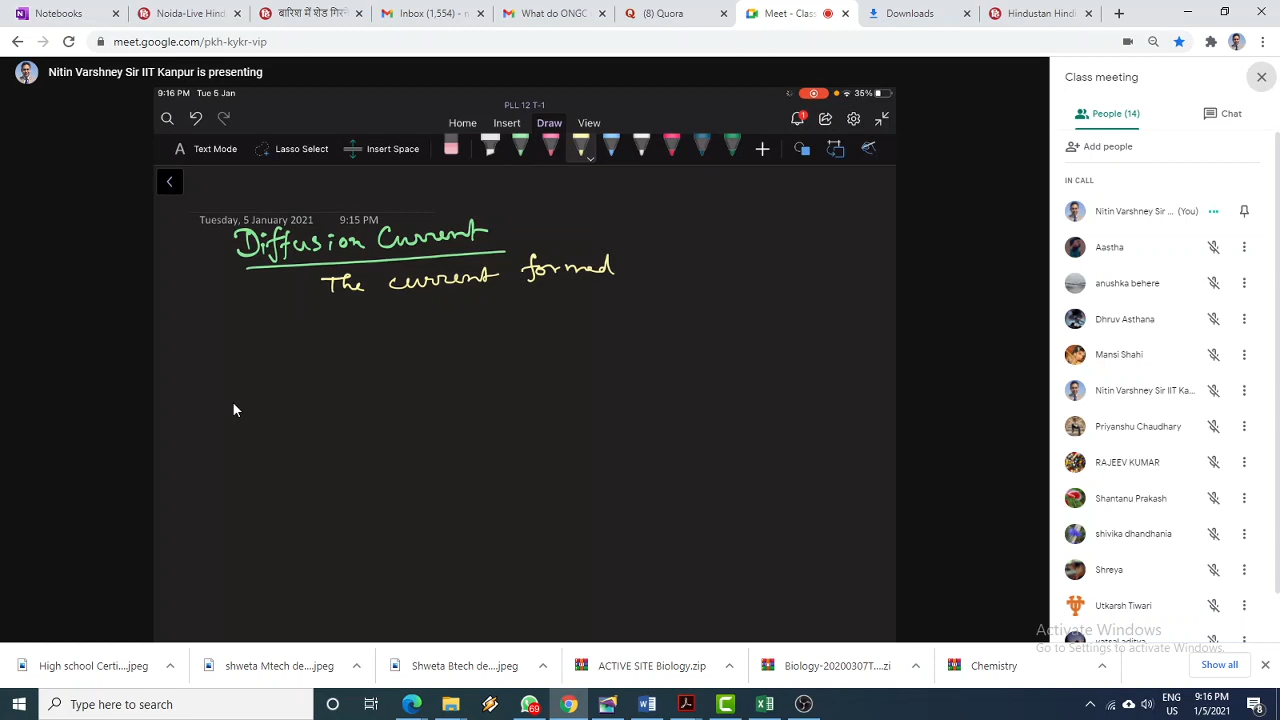 Notebooks
Noida-Live Hind
बारिश में घोड़े
Inbox (1,554) - n
What do ONGC
(8) Quora
Meet - Class
Downloads
Hindustan Hindi
meet.google.com/pkh-kykr-vip
Nitin Varshney Sir IIT Kanpur is presenting
9:16 PM Tue 5 Jan
35%
PLL 12 T-1
Home Insert Draw View
1
Text Mode Lasso Select Insert Space
Tuesday, 5 January 2021 9:15 PM
Diffusion Current
The current formed
Class meeting
People (14) Chat
Add people
IN CALL
Nitin Varshney Sir ... (You)
Aastha
anushka behere
Dhruv Asthana
Mansi Shahi
Nitin Varshney Sir IIT Ka...
Priyanshu Chaudhary
RAJEEV KUMAR
Shantanu Prakash
shivika dhandhania
Shreya
Utkarsh Tiwari
vatsal aditya
Activate Windows
Go to Settings to activate Windows.
High school Certi....jpeg
shweta Mtech de....jpeg
Shweta Btech de....jpeg
ACTIVE SITE Biology.zip
Biology-20200307T....zi
Chemistry
Show all
Type here to search
69
ENG
US
9:16 PM
1/5/2021
8